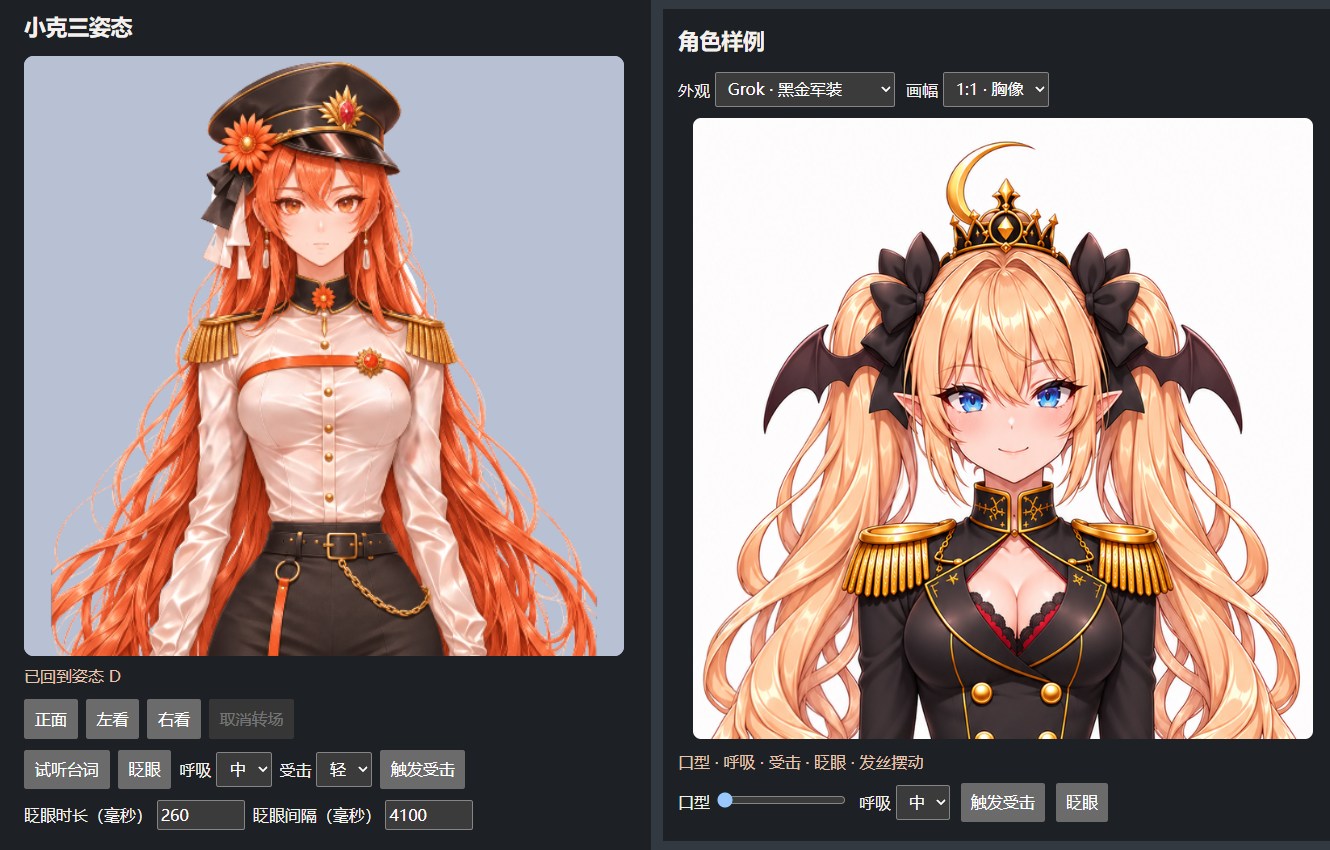 小克三姿态
已回到姿态 D
正面 左看 右看 取消转场
试听台词 眨眼 呼吸 中 受击 轻 触发受击
眨眼时长（毫秒） 260 眨眼间隔（毫秒） 4100
角色样例
外观 Grok · 黑金军装 画幅 1:1 · 胸像
口型 · 呼吸 · 受击 · 眨眼 · 发丝摆动
口型 呼吸 中 触发受击 眨眼